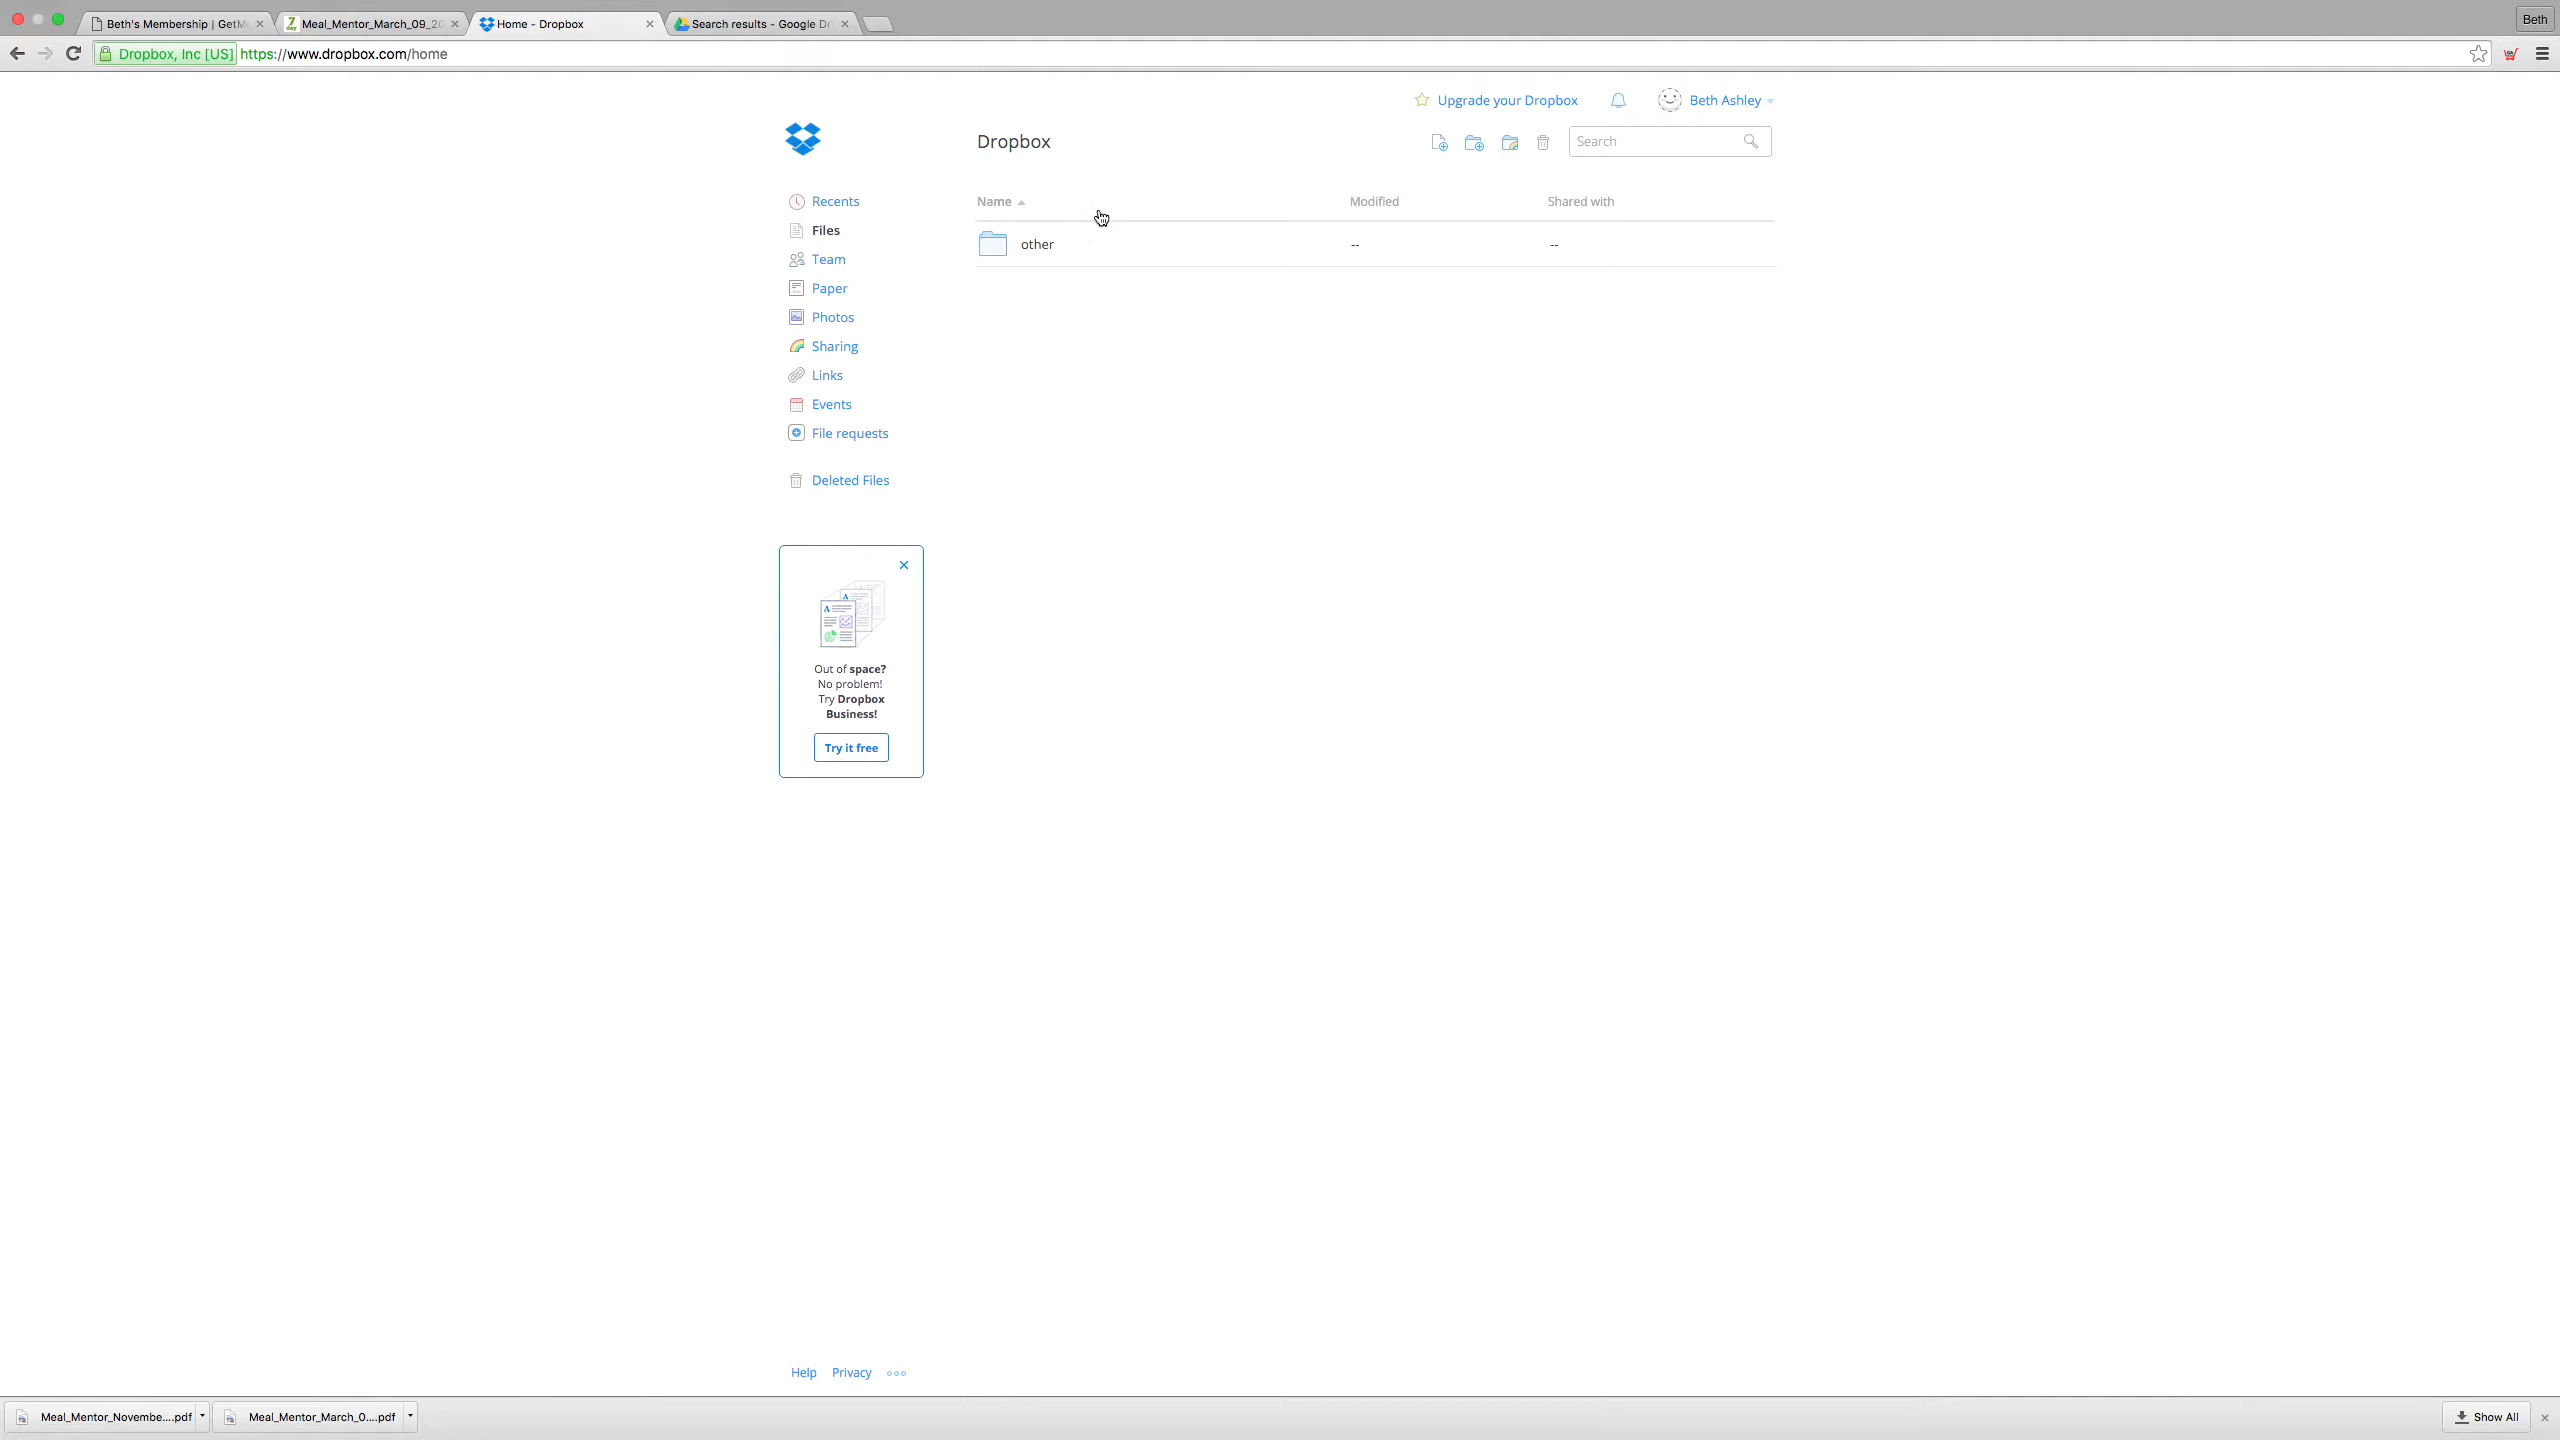 Beth's Membership | GetMe
Meal_Mentor_March_09_20
Home - Dropbox
Search results - Google Dri
Beth
Dropbox, Inc [US] https://www.dropbox.com/home
Upgrade your Dropbox
Beth Ashley
Dropbox
Search
Name
Modified
Shared with
other
--
--
Recents
Files
Team
Paper
Photos
Sharing
Links
Events
File requests
Deleted Files
Out of space?
No problem!
Try Dropbox
Business!
Try it free
Help
Privacy
Meal_Mentor_Novembe....pdf
Meal_Mentor_March_0....pdf
Show All